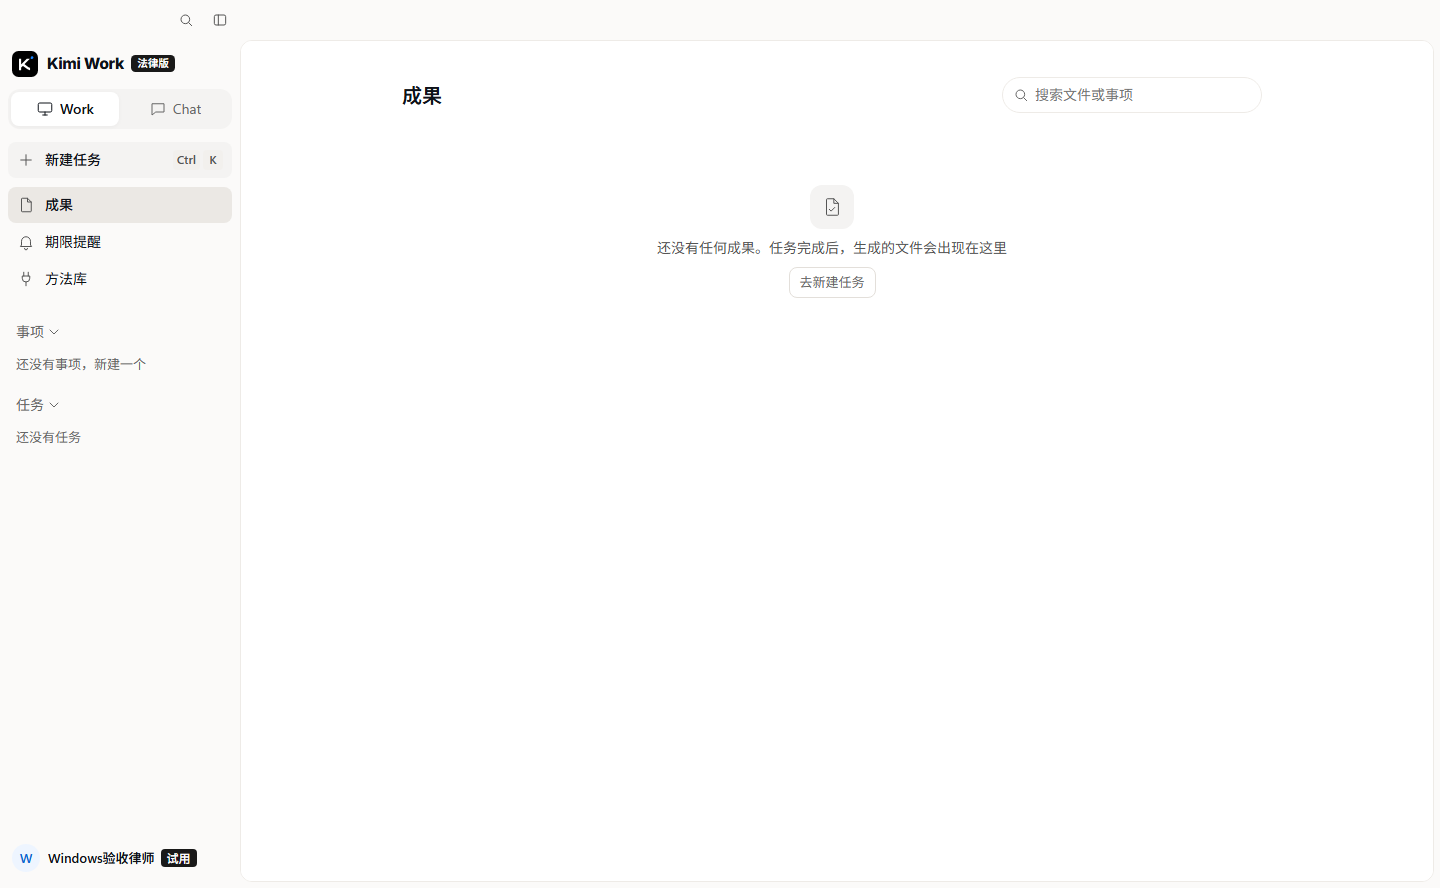 Kimi Work 法律版
Work
Chat
新建任务 Ctrl K
成果
期限提醒
方法库
事项
还没有事项，新建一个
任务
还没有任务
W Windows验收律师 试用
成果
搜索文件或事项
还没有任何成果。任务完成后，生成的文件会出现在这里
去新建任务